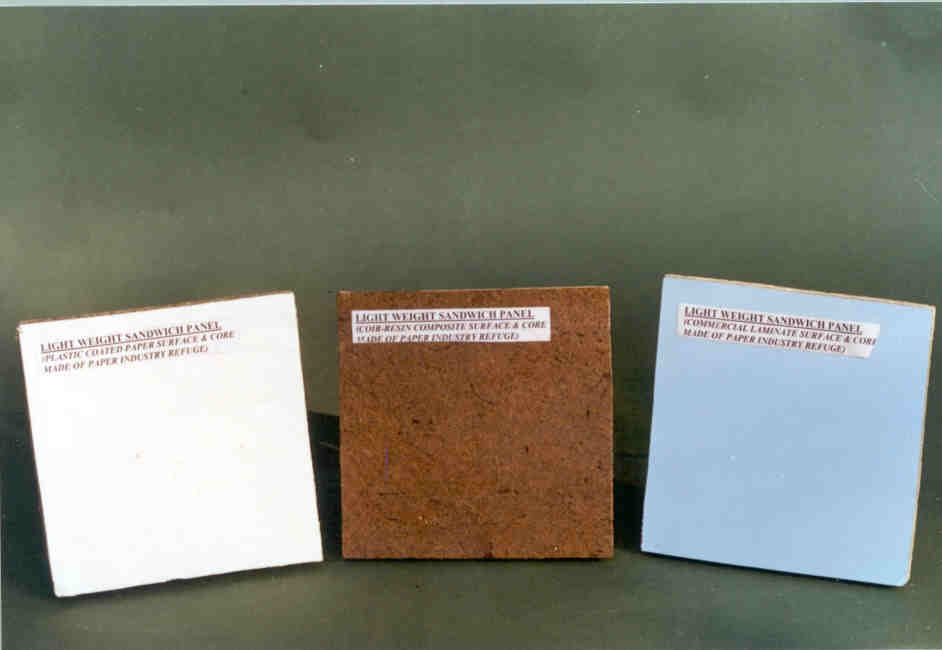 LIGHT WEIGHT SANDWICH PANEL
(PLASTIC COATED PAPER SURFACE & CORE
MADE OF PAPER INDUSTRY REFUGE)
LIGHT WEIGHT SANDWICH PANEL
(COIR-RESIN COMPOSITE SURFACE & CORE
MADE OF PAPER INDUSTRY REFUGE)
LIGHT WEIGHT SANDWICH PANEL
(COMMERCIAL LAMINATE SURFACE & CORE
MADE OF PAPER INDUSTRY REFUGE)